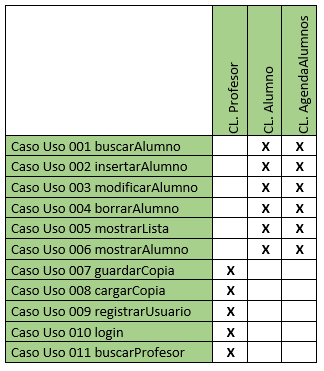 CL. Profesor
CL. Alumno
CL. AgendaAlumnos
Caso Uso 001 buscarAlumno X X
Caso Uso 002 insertarAlumno X X
Caso Uso 003 modificarAlumno X X
Caso Uso 004 borrarAlumno X X
Caso Uso 005 mostrarLista X X
Caso Uso 006 mostrarAlumno X X
Caso Uso 007 guardarCopia X
Caso Uso 008 cargarCopia X
Caso Uso 009 registrarUsuario X
Caso Uso 010 login X
Caso Uso 011 buscarProfesor X